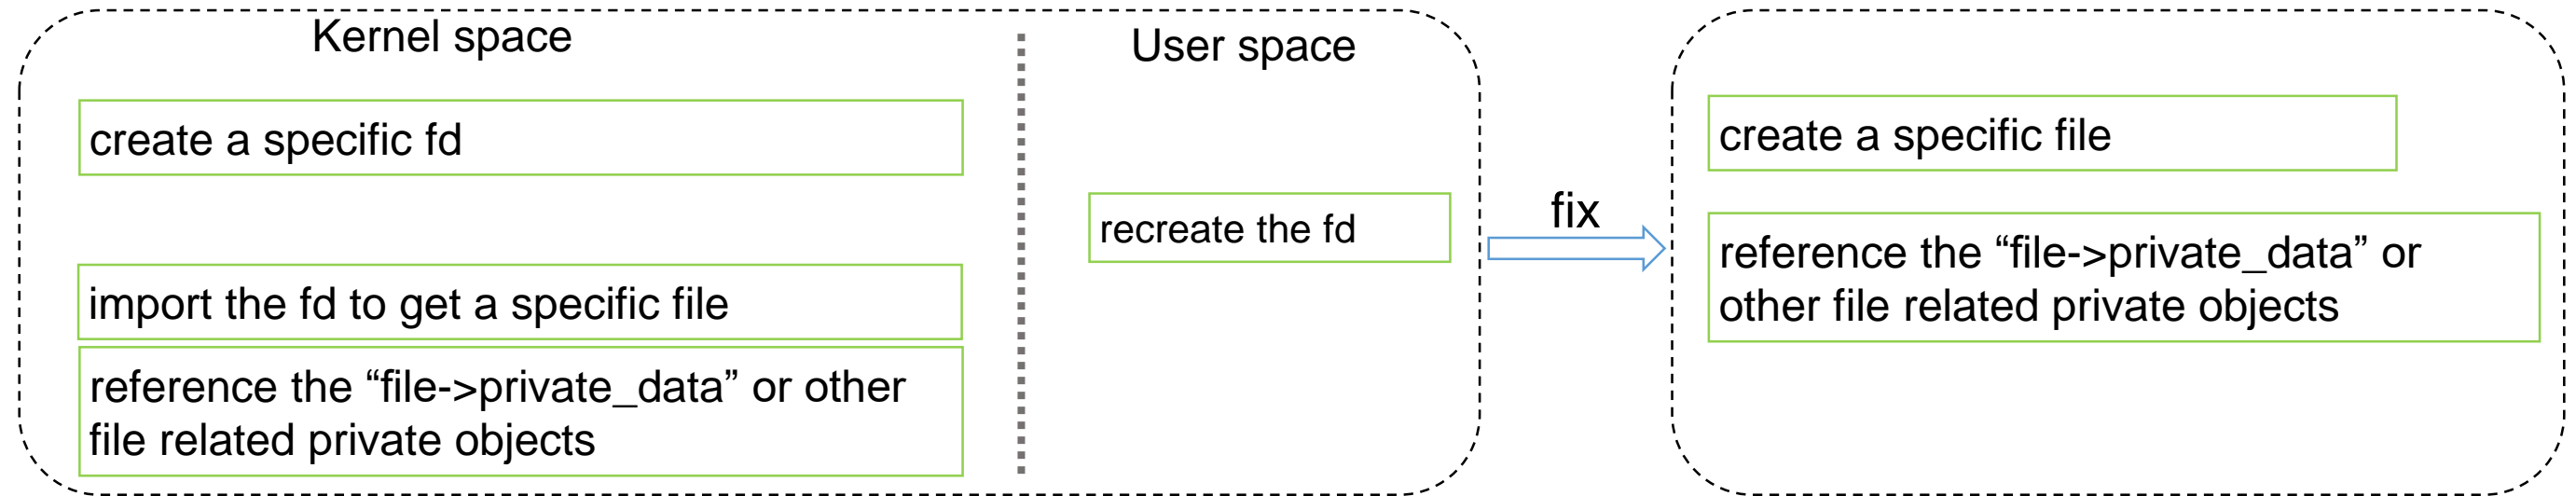 Kernel space
create a specific fd
import the fd to get a specific file
reference the “file->private_data” or other
file related private objects
User space
recreate the fd
fix
create a specific file
reference the “file->private_data” or
other file related private objects